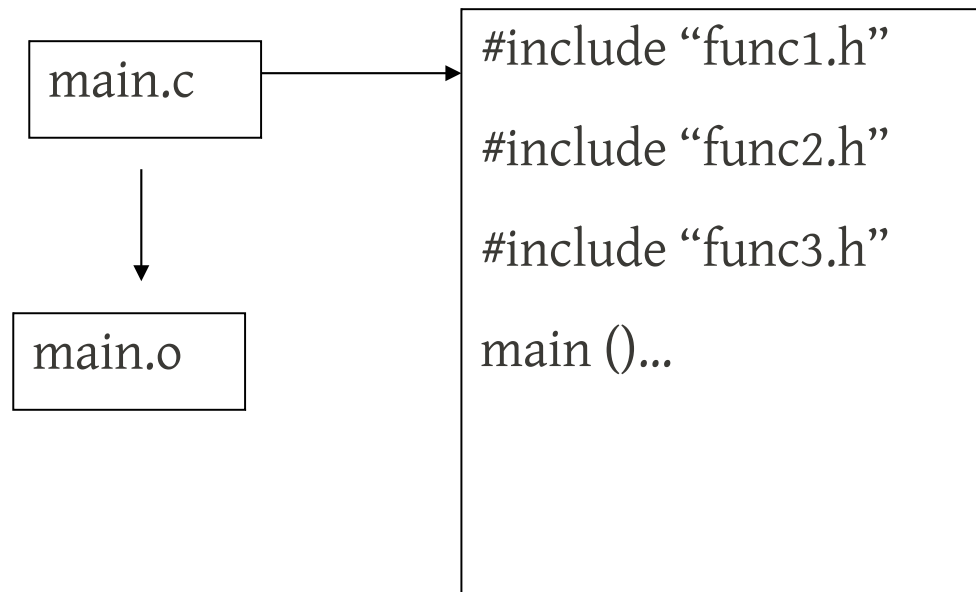 main.c
main.o
#include “func1.h”
#include “func2.h”
#include “func3.h”
main ()...